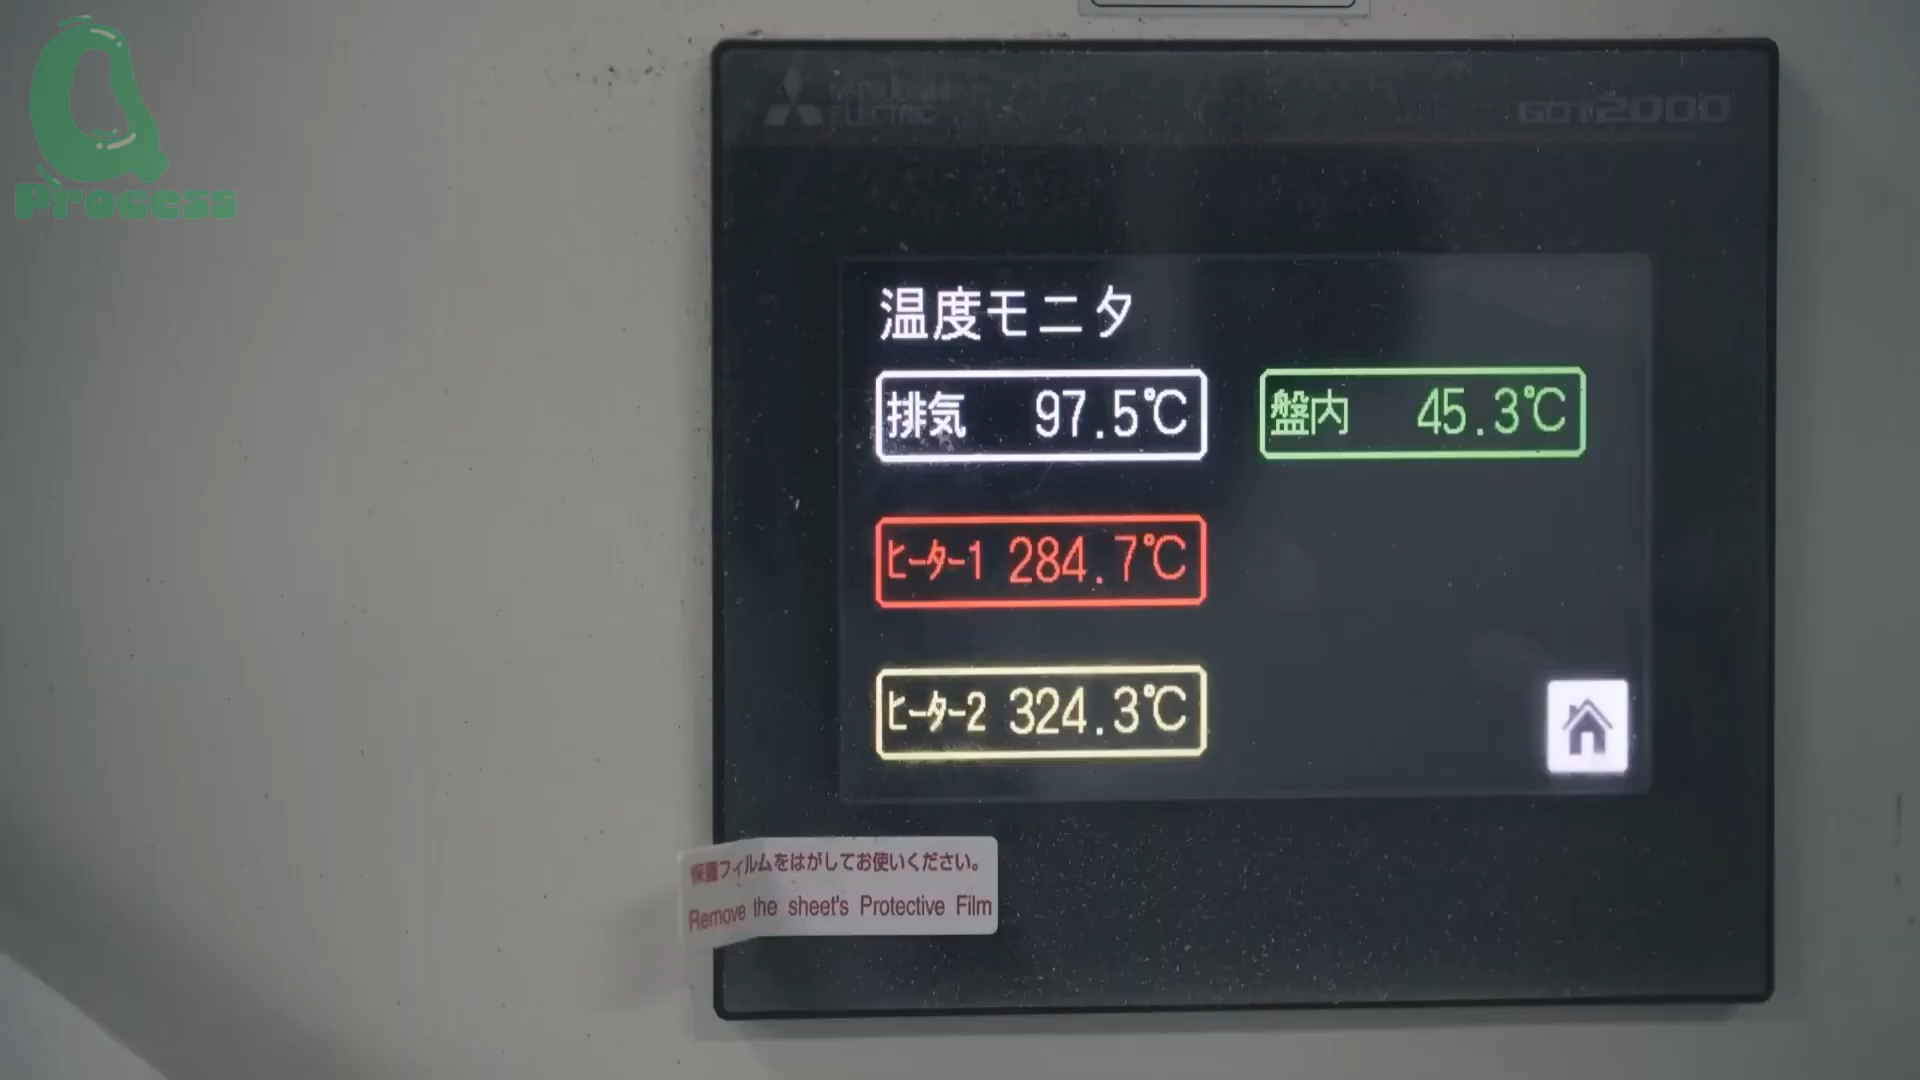 Process
MITSUBISHI
ELECTRIC
GOT2000
温度モニタ
排気 97.5℃
盤内 45.3℃
ﾋｰﾀｰ1 284.7℃
ﾋｰﾀｰ2 324.3℃
保護フィルムをはがしてお使いください。
Remove the sheet's Protective Film